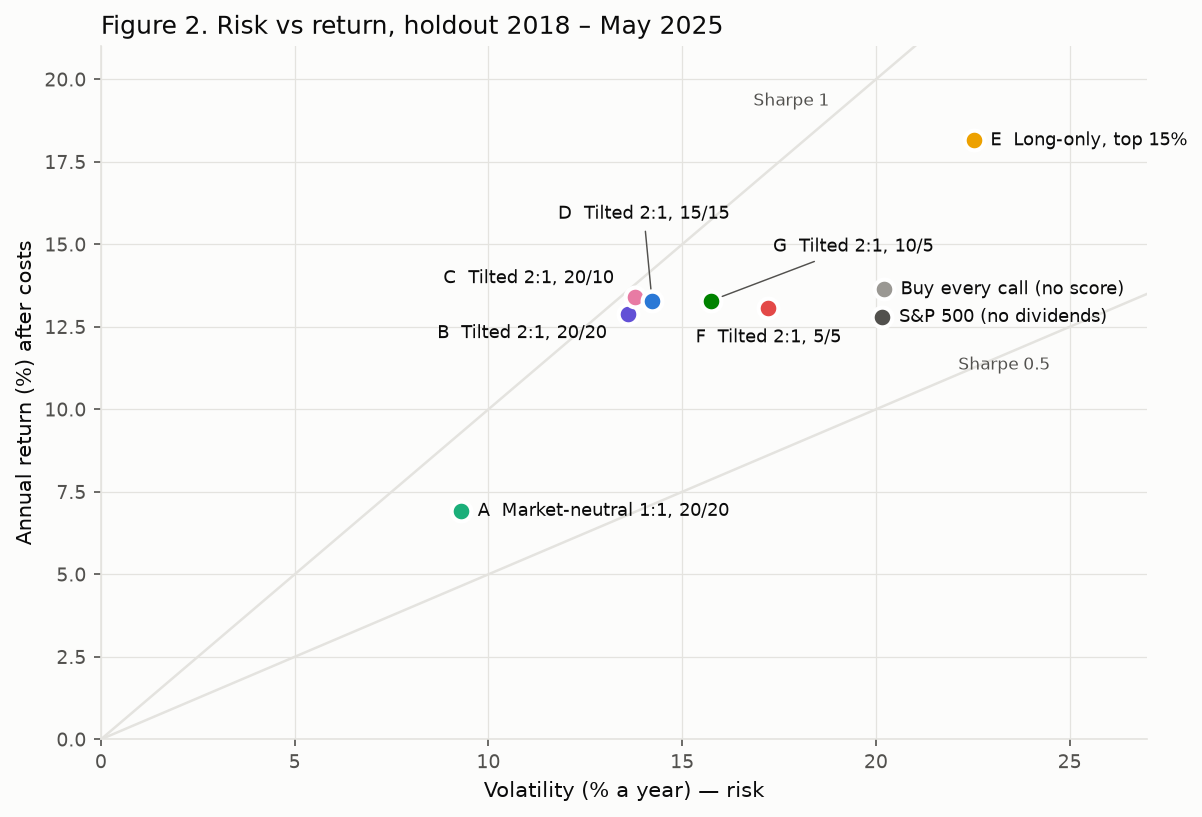 Figure 2. Risk vs return, holdout 2018 – May 2025
20.0
Sharpe 1
E  Long-only, top 15%
17.5
D  Tilted 2:1, 15/15
15.0
G  Tilted 2:1, 10/5
C  Tilted 2:1, 20/10
Buy every call (no score)
S&P 500 (no dividends)
12.5
B  Tilted 2:1, 20/20
F  Tilted 2:1, 5/5
Sharpe 0.5
10.0
7.5
A  Market-neutral 1:1, 20/20
5.0
2.5
0.0
Annual return (%) after costs
0 5 10 15 20 25
Volatility (% a year) — risk